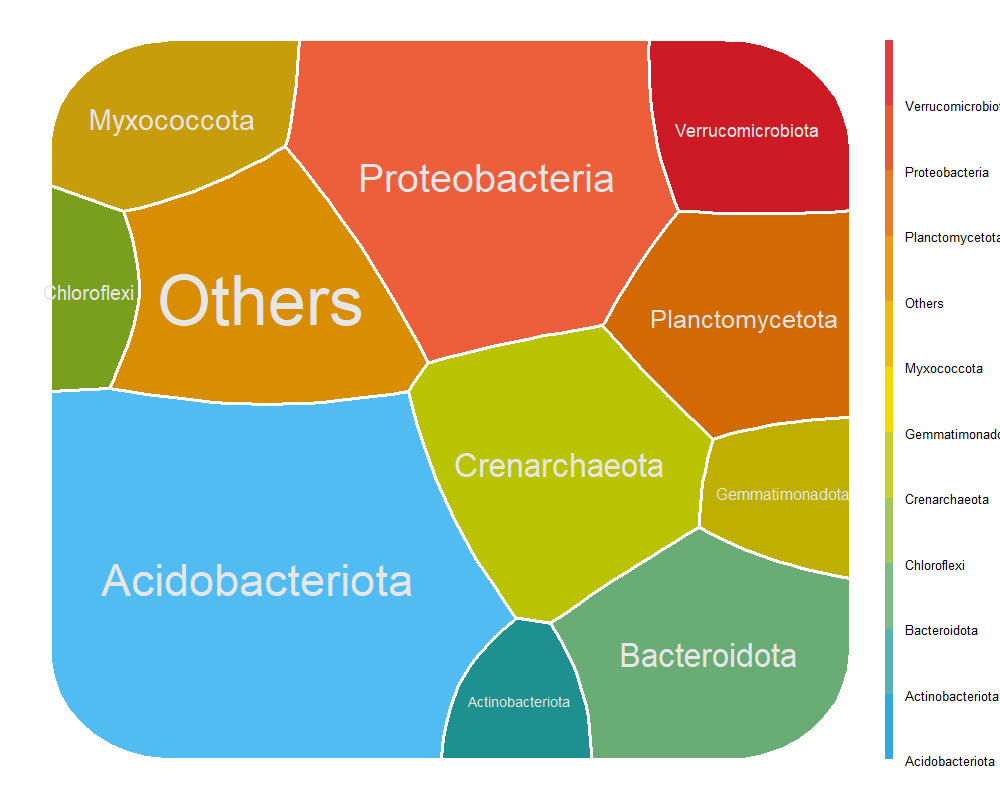 Myxococcota
Proteobacteria
Verrucomicrobiota
Chloroflexi
Others
Planctomycetota
Crenarchaeota
Gemmatimonadota
Acidobacteriota
Bacteroidota
Actinobacteriota
Verrucomicrobiot
Proteobacteria
Planctomycetota
Others
Myxococcota
Gemmatimonado
Crenarchaeota
Chloroflexi
Bacteroidota
Actinobacteriota
Acidobacteriota